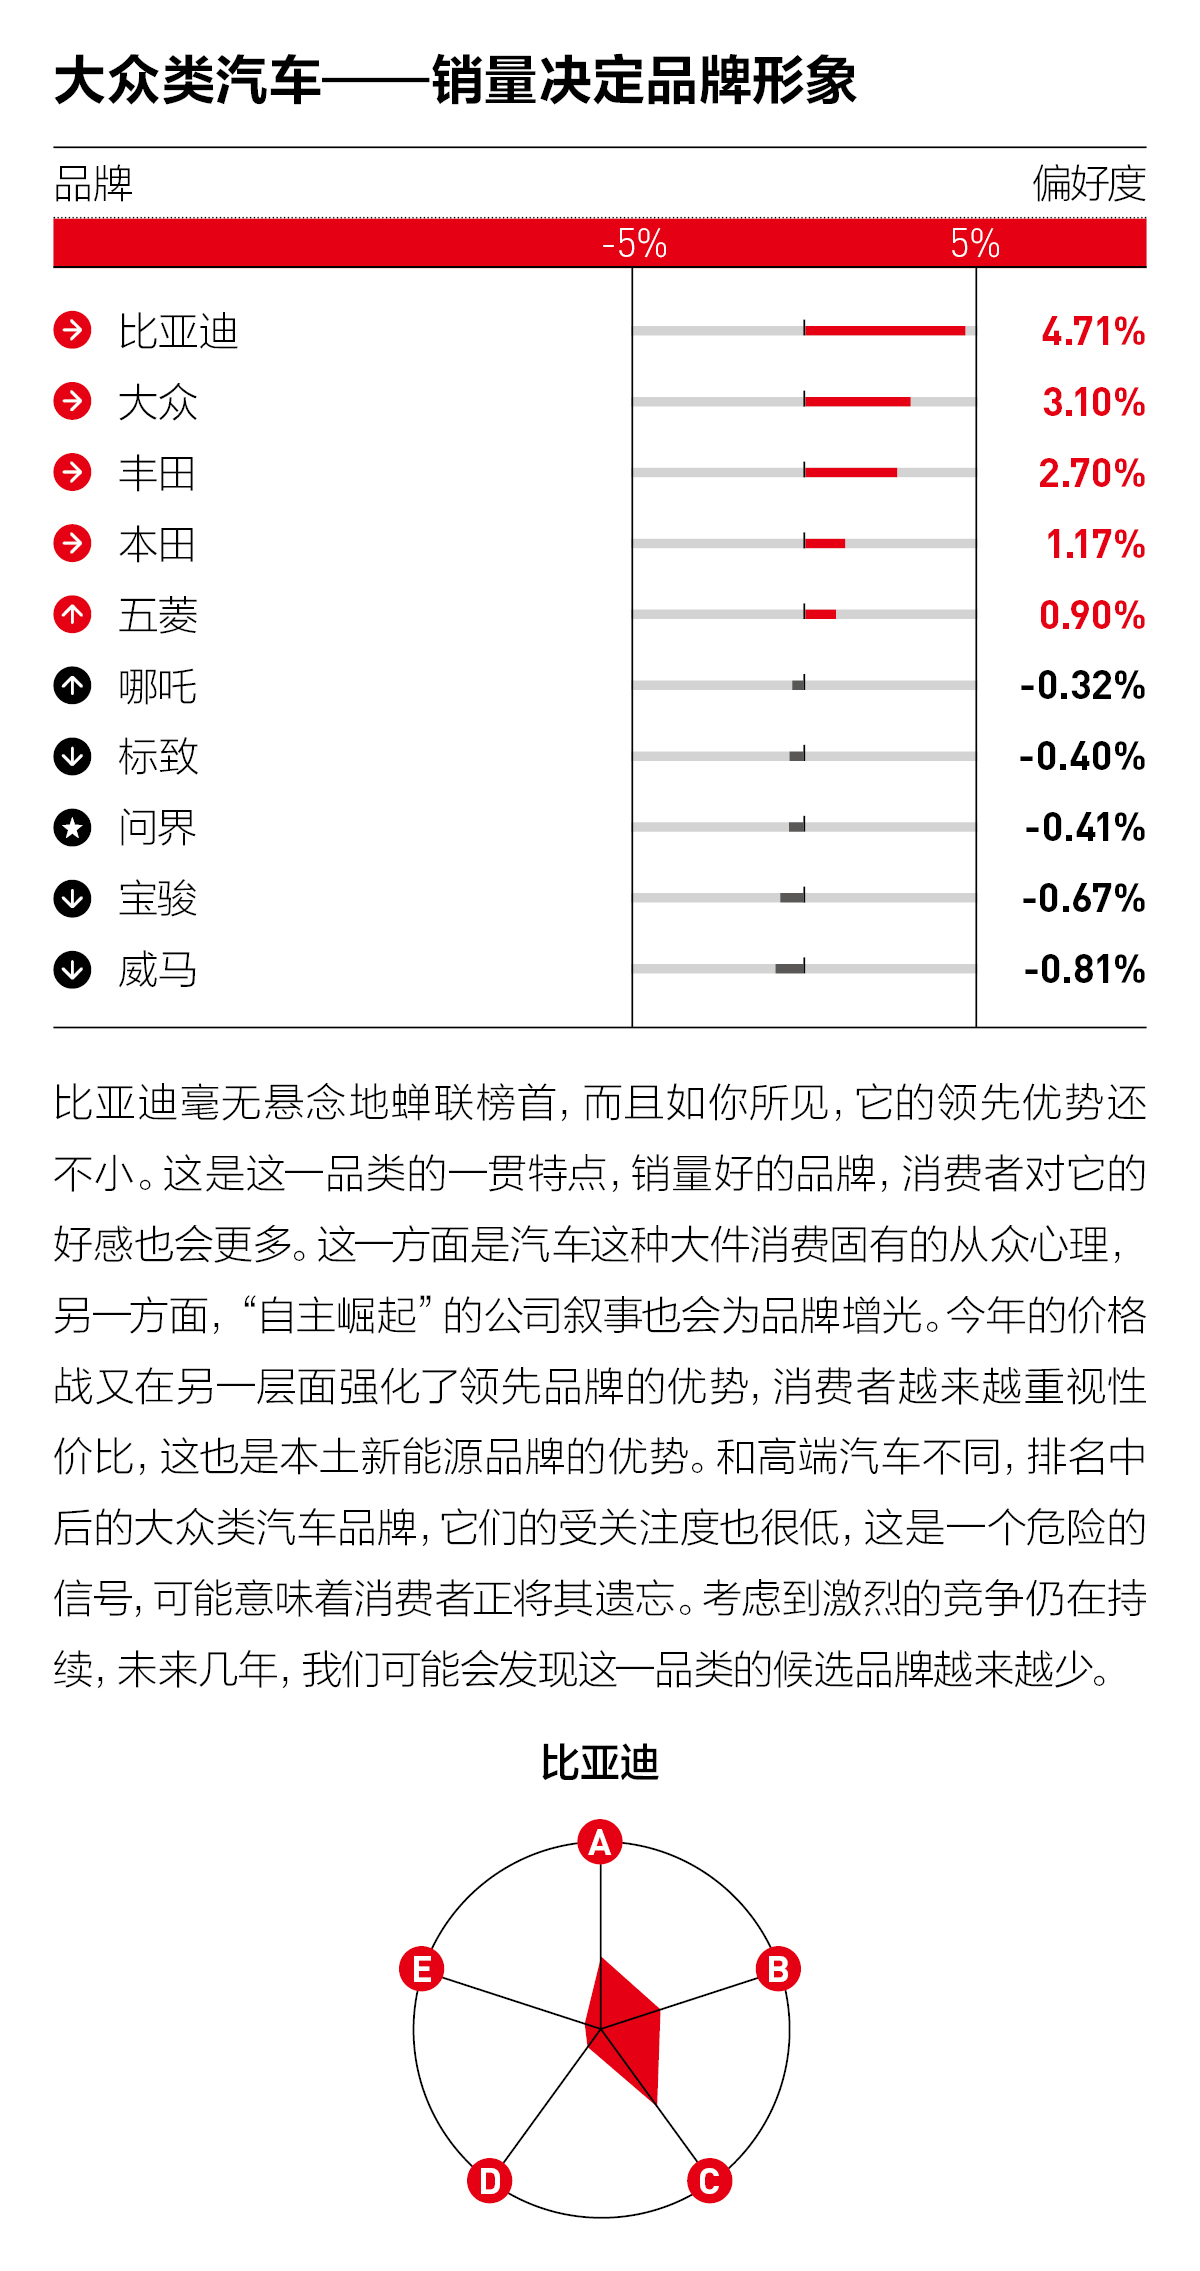 大众类汽车——销量决定品牌形象
品牌 偏好度
-5% 5%
比亚迪 4.71%
大众 3.10%
丰田 2.70%
本田 1.17%
五菱 0.90%
哪吒 -0.32%
标致 -0.40%
问界 -0.41%
宝骏 -0.67%
威马 -0.81%
比亚迪毫无悬念地蝉联榜首，而且如你所见，它的领先优势还
不小。这是这一品类的一贯特点，销量好的品牌，消费者对它的
好感也会更多。这一方面是汽车这种大件消费固有的从众心理，
另一方面，“自主崛起”的公司叙事也会为品牌增光。今年的价格
战又在另一层面强化了领先品牌的优势，消费者越来越重视性
价比，这也是本土新能源品牌的优势。和高端汽车不同，排名中
后的大众类汽车品牌，它们的受关注度也很低，这是一个危险的
信号，可能意味着消费者正将其遗忘。考虑到激烈的竞争仍在持
续，未来几年，我们可能会发现这一品类的候选品牌越来越少。
比亚迪
A
B
C
D
E